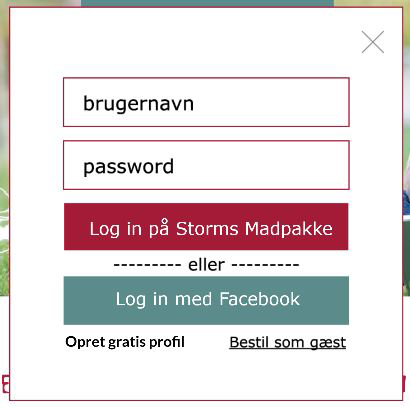 brugernavn
password
Log in på Storms Madpakke
--------- eller ---------
Log in med Facebook
Opret gratis profil
Bestil som gæst